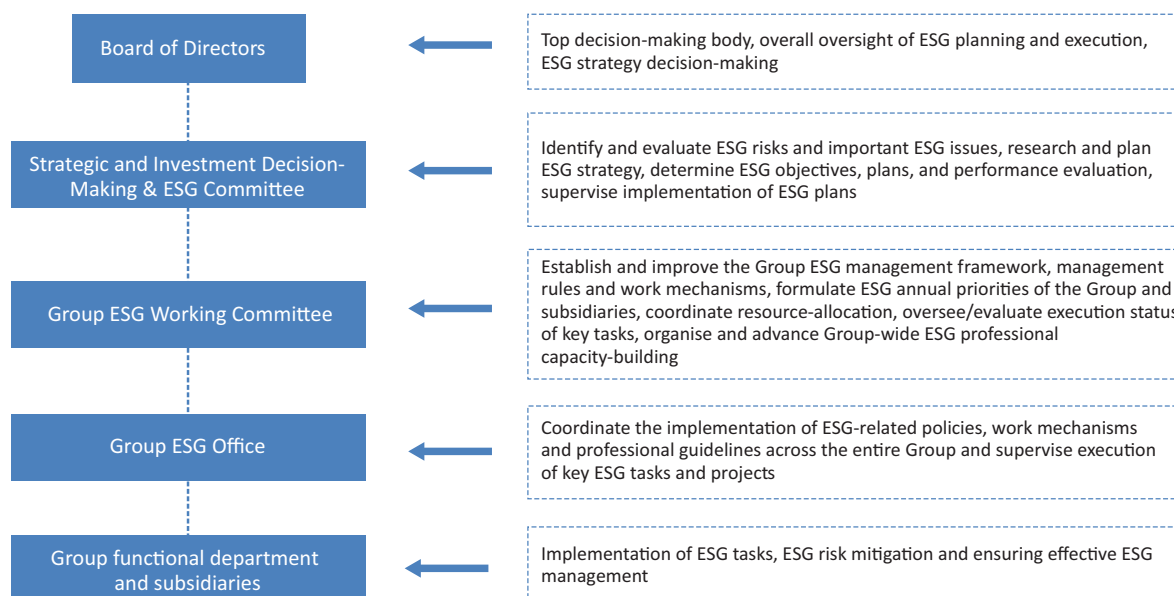 Board of Directors
Top decision-making body, overall oversight of ESG planning and execution,
ESG strategy decision-making
Strategic and Investment Decision-
Making & ESG Committee
Identify and evaluate ESG risks and important ESG issues, research and plan
ESG strategy, determine ESG objectives, plans, and performance evaluation,
supervise implementation of ESG plans
Group ESG Working Committee
Establish and improve the Group ESG management framework, management
rules and work mechanisms, formulate ESG annual priorities of the Group and
subsidiaries, coordinate resource-allocation, oversee/evaluate execution status
of key tasks, organise and advance Group-wide ESG professional
capacity-building
Group ESG Office
Coordinate the implementation of ESG-related policies, work mechanisms
and professional guidelines across the entire Group and supervise execution
of key ESG tasks and projects
Group functional department
and subsidiaries
Implementation of ESG tasks, ESG risk mitigation and ensuring effective ESG
management